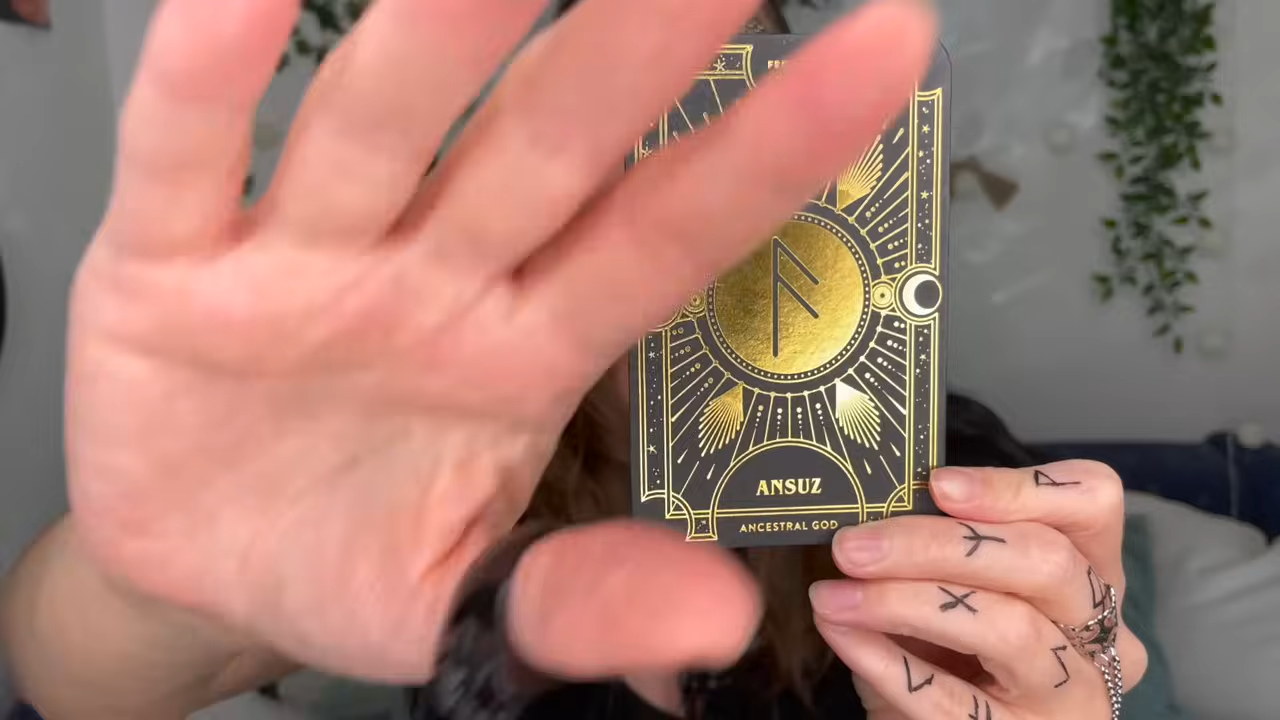 ᚨ
ANSUZ
ANCESTRAL GOD
ᚹ
ᛉ
ᚷ